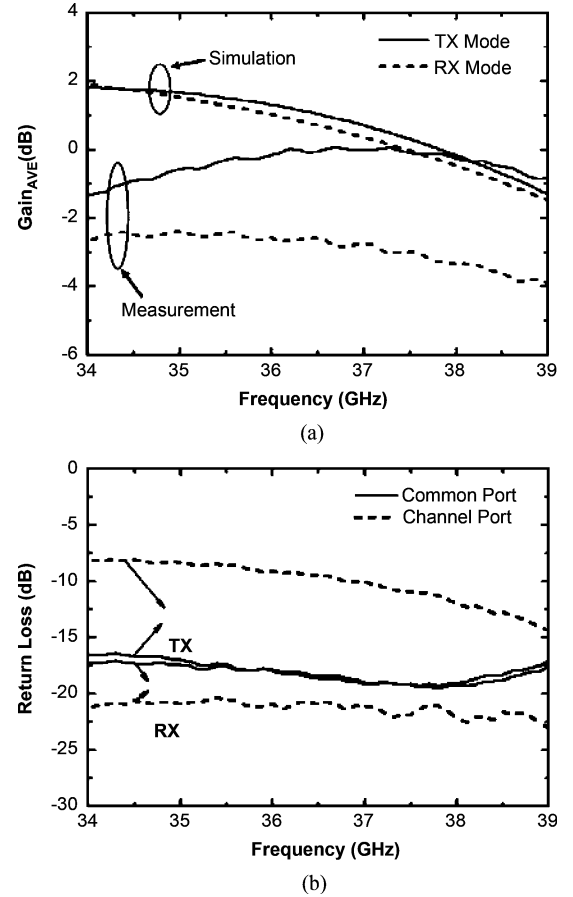 4
2
0
-2
-4
-6
Gain_AVE(dB)
TX Mode
RX Mode
Simulation
Measurement
34 35 36 37 38 39
Frequency (GHz)
(a)
0
-5
-10
-15
-20
-25
-30
Return Loss (dB)
Common Port
Channel Port
TX
RX
34 35 36 37 38 39
Frequency (GHz)
(b)